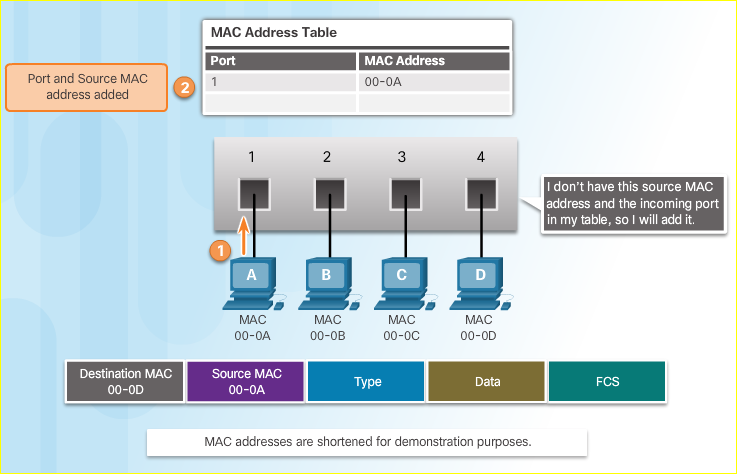 MAC Address Table
Port MAC Address
1 00-0A
Port and Source MAC
address added
2
1 2 3 4
I don't have this source MAC
address and the incoming port
in my table, so I will add it.
1
A B C D
MAC MAC MAC MAC
00-0A 00-0B 00-0C 00-0D
Destination MAC
00-0D
Source MAC
00-0A
Type
Data
FCS
MAC addresses are shortened for demonstration purposes.